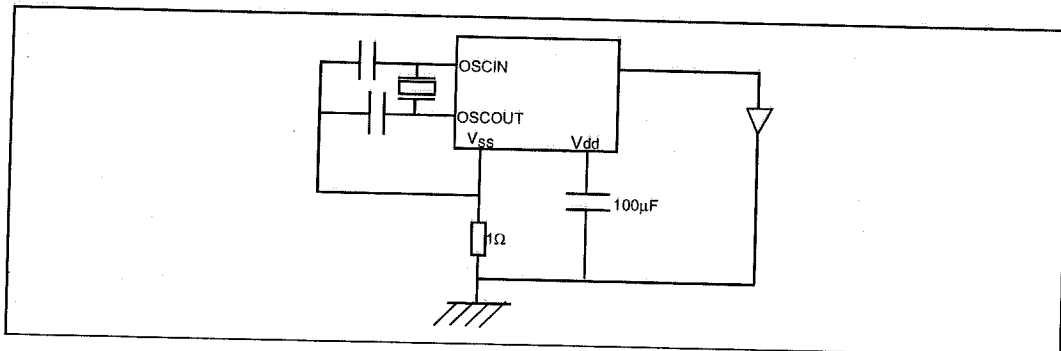 OSCIN
OSCOUT
Vss
Vdd
100µF
1Ω